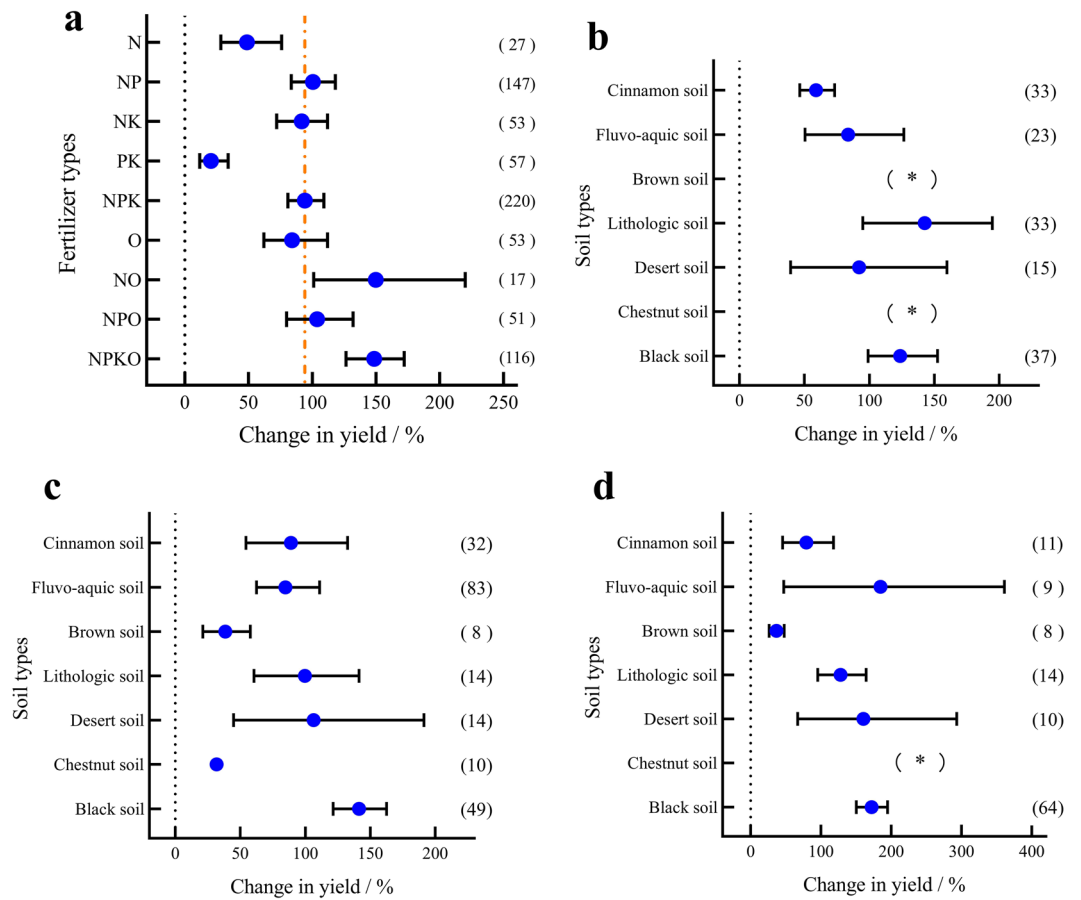 a
Fertilizer types
N ( 27 )
NP (147)
NK ( 53 )
PK ( 57 )
NPK (220)
O ( 53 )
NO ( 17 )
NPO ( 51 )
NPKO (116)
0 50 100 150 200 250
Change in yield / %
b
Soil types
Cinnamon soil (33)
Fluvo-aquic soil (23)
Brown soil ( * )
Lithologic soil (33)
Desert soil (15)
Chestnut soil ( * )
Black soil (37)
0 50 100 150 200
Change in yield / %
c
Soil types
Cinnamon soil (32)
Fluvo-aquic soil (83)
Brown soil ( 8 )
Lithologic soil (14)
Desert soil (14)
Chestnut soil (10)
Black soil (49)
0 50 100 150 200
Change in yield / %
d
Soil types
Cinnamon soil (11)
Fluvo-aquic soil ( 9 )
Brown soil ( 8 )
Lithologic soil (14)
Desert soil (10)
Chestnut soil ( * )
Black soil (64)
0 100 200 300 400
Change in yield / %